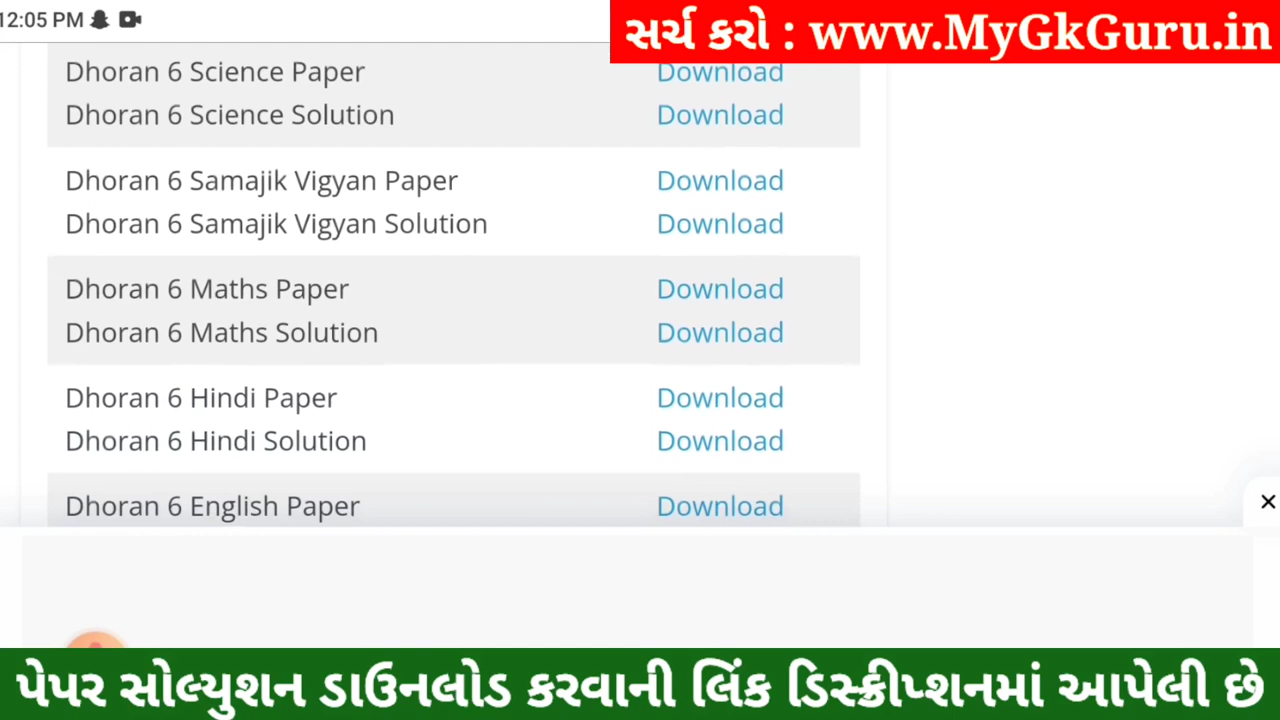 12:05 PM
સર્ચ કરો : www.MyGkGuru.in
Dhoran 6 Science Paper Download
Dhoran 6 Science Solution Download
Dhoran 6 Samajik Vigyan Paper Download
Dhoran 6 Samajik Vigyan Solution Download
Dhoran 6 Maths Paper Download
Dhoran 6 Maths Solution Download
Dhoran 6 Hindi Paper Download
Dhoran 6 Hindi Solution Download
Dhoran 6 English Paper Download
પેપર સોલ્યુશન ડાઉનલોડ કરવાની લિંક ડિસ્ક્રીપ્શનમાં આપેલી છે